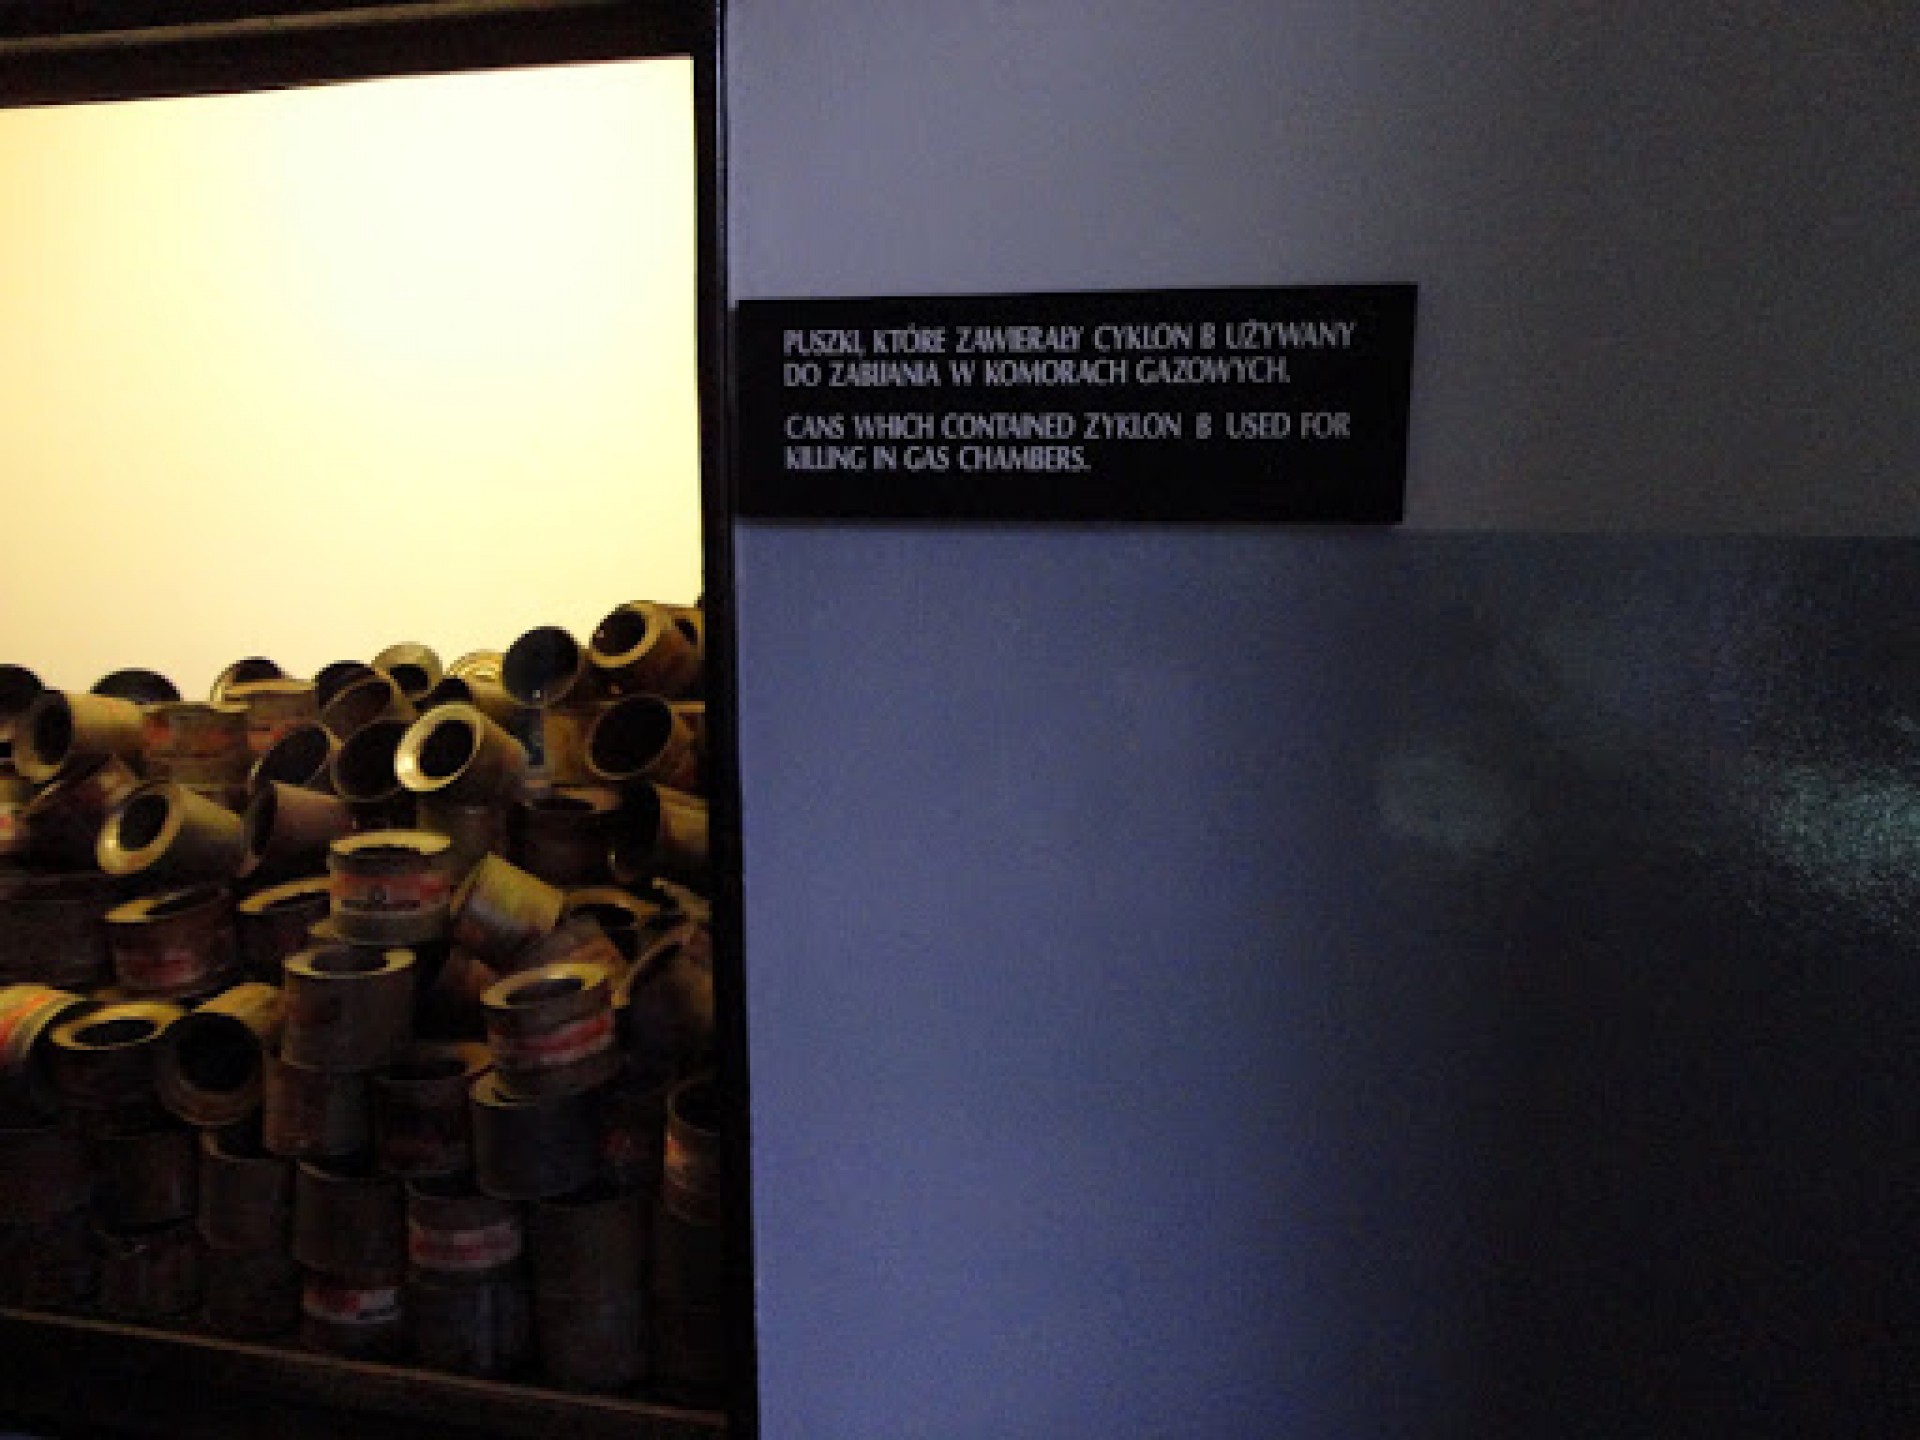 PUSZKI, KTÓRE ZAWIERAŁY CYKLON B UŻYWANY
DO ZABIJANIA W KOMORACH GAZOWYCH.
CANS WHICH CONTAINED ZYKLON B USED FOR
KILLING IN GAS CHAMBERS.